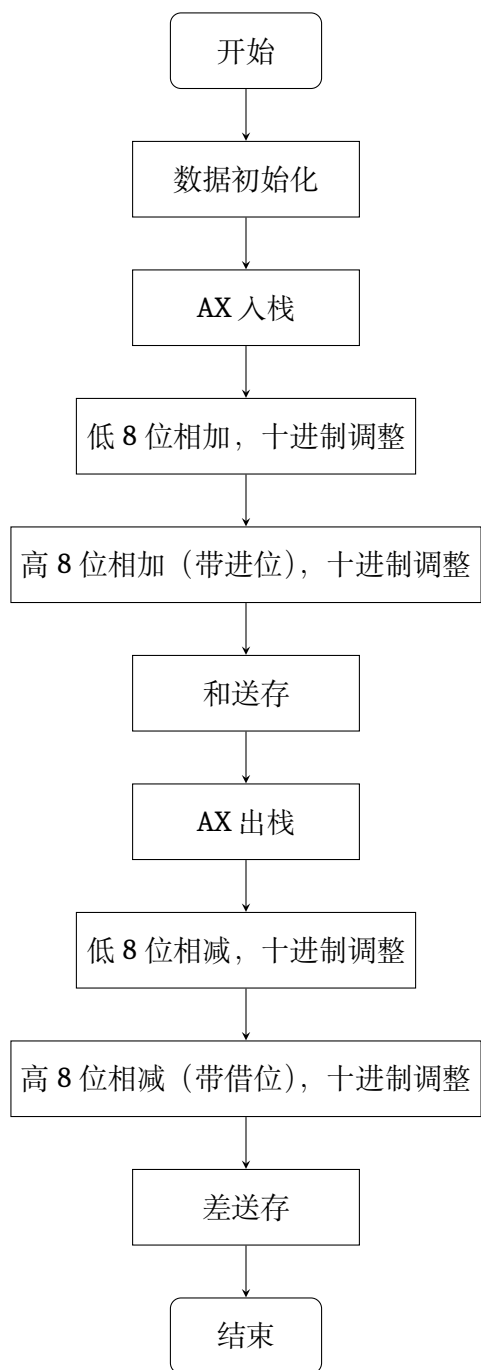 开始
数据初始化
AX 入栈
低 8 位相加，十进制调整
高 8 位相加（带进位），十进制调整
和送存
AX 出栈
低 8 位相减，十进制调整
高 8 位相减（带借位），十进制调整
差送存
结束